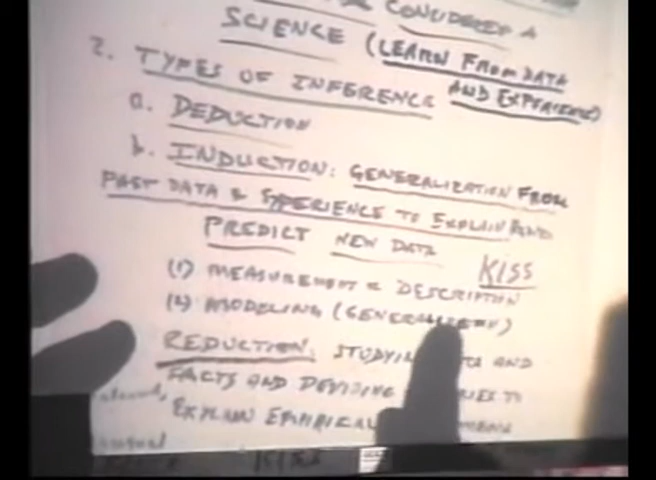 CONSIDERED A
SCIENCE (LEARN FROM DATA
AND EXPERIENCE)
2. TYPES OF INFERENCE
a. DEDUCTION
b. INDUCTION: GENERALIZATION FROM
PAST DATA & EXPERIENCE TO EXPLAIN AND
PREDICT NEW DATA
KISS
(1) MEASUREMENT & DESCRIPTION
(2) MODELING (GENERALIZATION)
REDUCTION: STUDYING AND
FACTS AND DEVISING TO
EXPLAIN EMPIRICAL